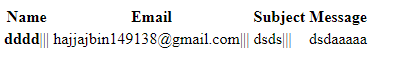 Name Email Subject Message
dddd||| hajjajbin149138@gmail.com||| dsds||| dsdaaaaa